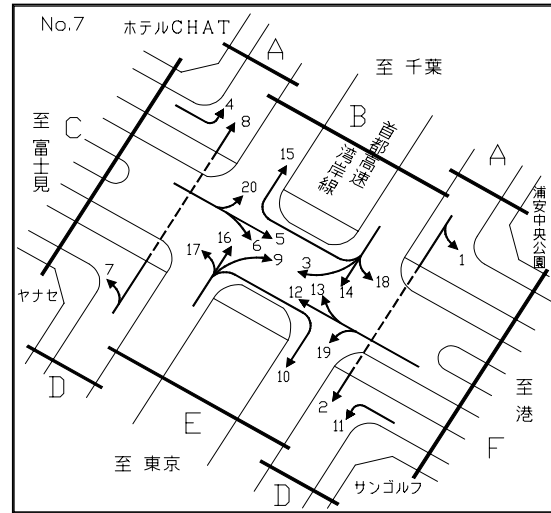 No.7
ホテルCHAT
A
至 千葉
B
首都高速
湾岸線
A
浦安中央公園
C
至 富士見
4
8
15
20
5
6
17
16
9
3
14
18
1
7
12
13
19
10
2
11
ヤナセ
D
E
至 東京
D
サンゴルフ
F
至 港